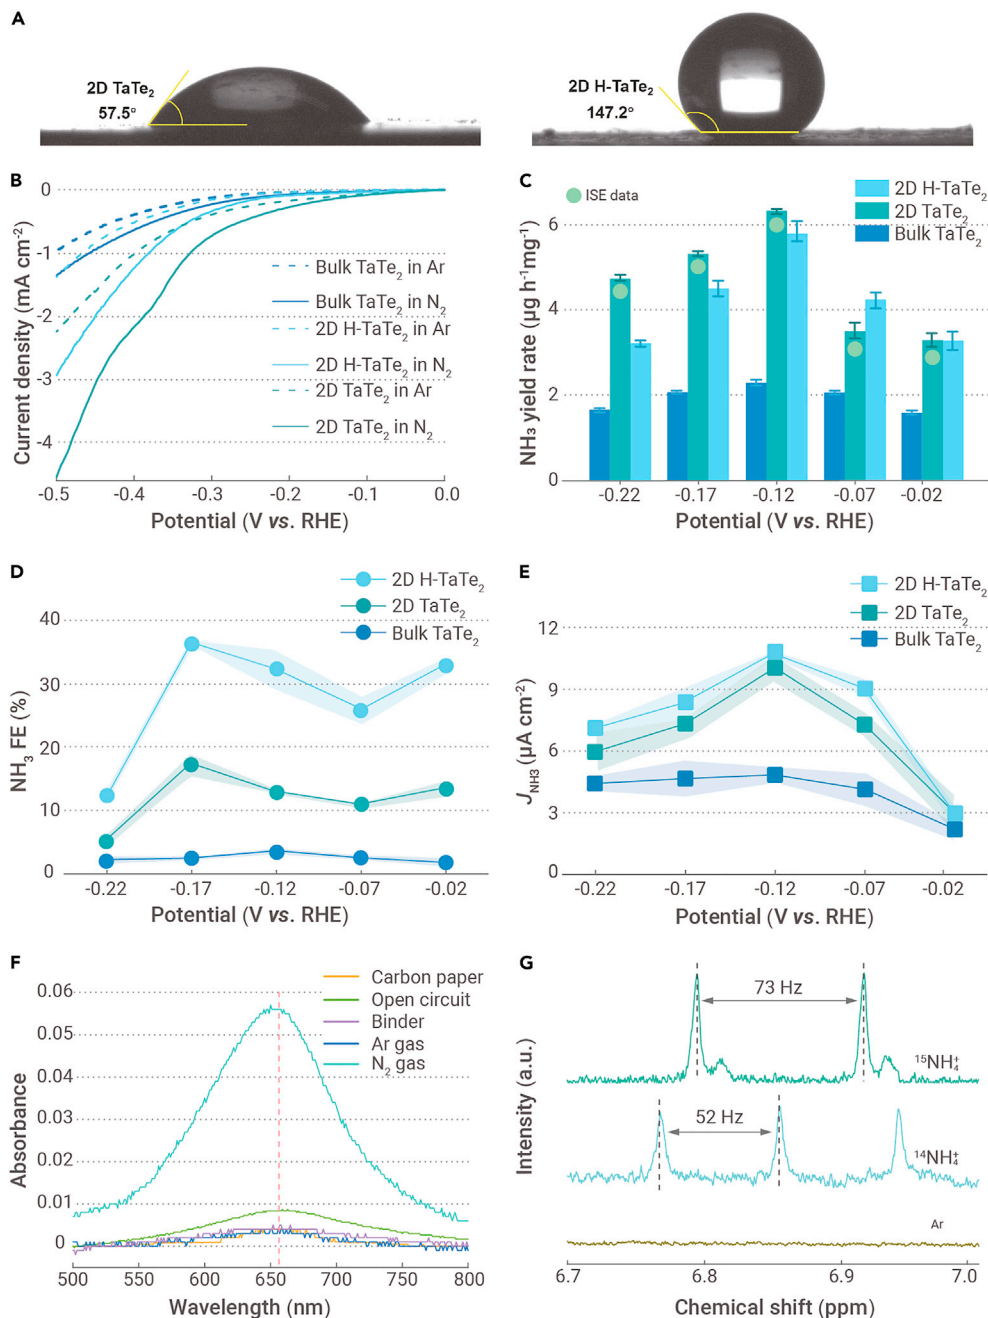 A
2D TaTe₂
57.5°
2D H-TaTe₂
147.2°
B
0
-1
-2
-3
-4
Current density (mA cm⁻²)
Bulk TaTe₂ in Ar
Bulk TaTe₂ in N₂
2D H-TaTe₂ in Ar
2D H-TaTe₂ in N₂
2D TaTe₂ in Ar
2D TaTe₂ in N₂
-0.5 -0.4 -0.3 -0.2 -0.1 0.0
Potential (V vs. RHE)
C
ISE data
2D H-TaTe₂
2D TaTe₂
Bulk TaTe₂
6
4
2
0
NH₃ yield rate (µg h⁻¹mg⁻¹)
-0.22 -0.17 -0.12 -0.07 -0.02
Potential (V vs. RHE)
D
2D H-TaTe₂
2D TaTe₂
Bulk TaTe₂
40
30
20
10
0
NH₃ FE (%)
-0.22 -0.17 -0.12 -0.07 -0.02
Potential (V vs. RHE)
E
2D H-TaTe₂
2D TaTe₂
Bulk TaTe₂
12
9
6
3
0
J_NH3 (µA cm⁻²)
-0.22 -0.17 -0.12 -0.07 -0.02
Potential (V vs. RHE)
F
Carbon paper
Open circuit
Binder
Ar gas
N₂ gas
0.06
0.05
0.04
0.03
0.02
0.01
0
Absorbance
500 550 600 650 700 750 800
Wavelength (nm)
G
73 Hz
¹⁵NH₄⁺
52 Hz
¹⁴NH₄⁺
Ar
Intensity (a.u.)
6.7 6.8 6.9 7.0
Chemical shift (ppm)